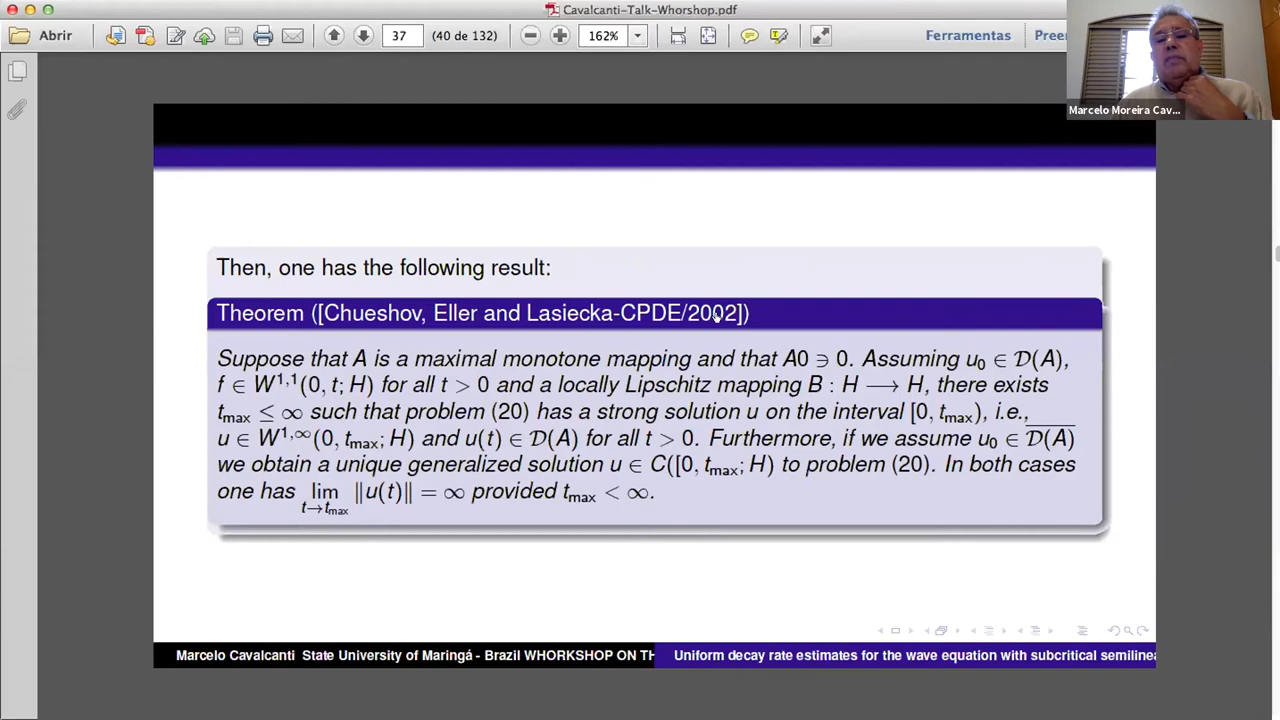 Cavalcanti-Talk-Whorshop.pdf
Abrir 37 (40 de 132) 162% Ferramentas Preen
Marcelo Moreira Cav...
Then, one has the following result:
Theorem ([Chueshov, Eller and Lasiecka-CPDE/2002])
Suppose that A is a maximal monotone mapping and that A0 ∋ 0. Assuming u₀ ∈ 𝒟(A),
f ∈ W¹,¹(0, t; H) for all t > 0 and a locally Lipschitz mapping B : H ⟶ H, there exists
t_max ≤ ∞ such that problem (20) has a strong solution u on the interval [0, t_max), i.e.,
u ∈ W^{1,∞}(0, t_max; H) and u(t) ∈ 𝒟(A) for all t > 0. Furthermore, if we assume u₀ ∈ \overline{𝒟(A)}
we obtain a unique generalized solution u ∈ C([0, t_max; H) to problem (20). In both cases
one has lim_{t→t_max} ‖u(t)‖ = ∞ provided t_max < ∞.
Marcelo Cavalcanti State University of Maringá - Brazil WHORKSHOP ON TH
Uniform decay rate estimates for the wave equation with subcritical semilinea